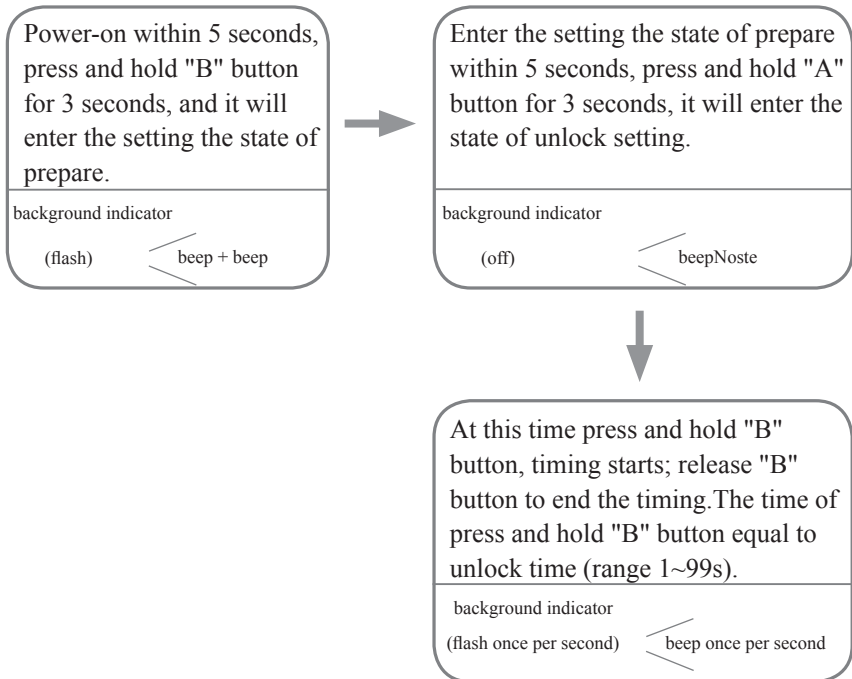 Power-on within 5 seconds,
press and hold "B" button
for 3 seconds, and it will
enter the setting the state of
prepare.
background indicator
(flash) beep + beep
Enter the setting the state of prepare
within 5 seconds, press and hold "A"
button for 3 seconds, it will enter the
state of unlock setting.
background indicator
(off) beepNoste
At this time press and hold "B"
button, timing starts; release "B"
button to end the timing.The time of
press and hold "B" button equal to
unlock time (range 1~99s).
background indicator
(flash once per second) beep once per second